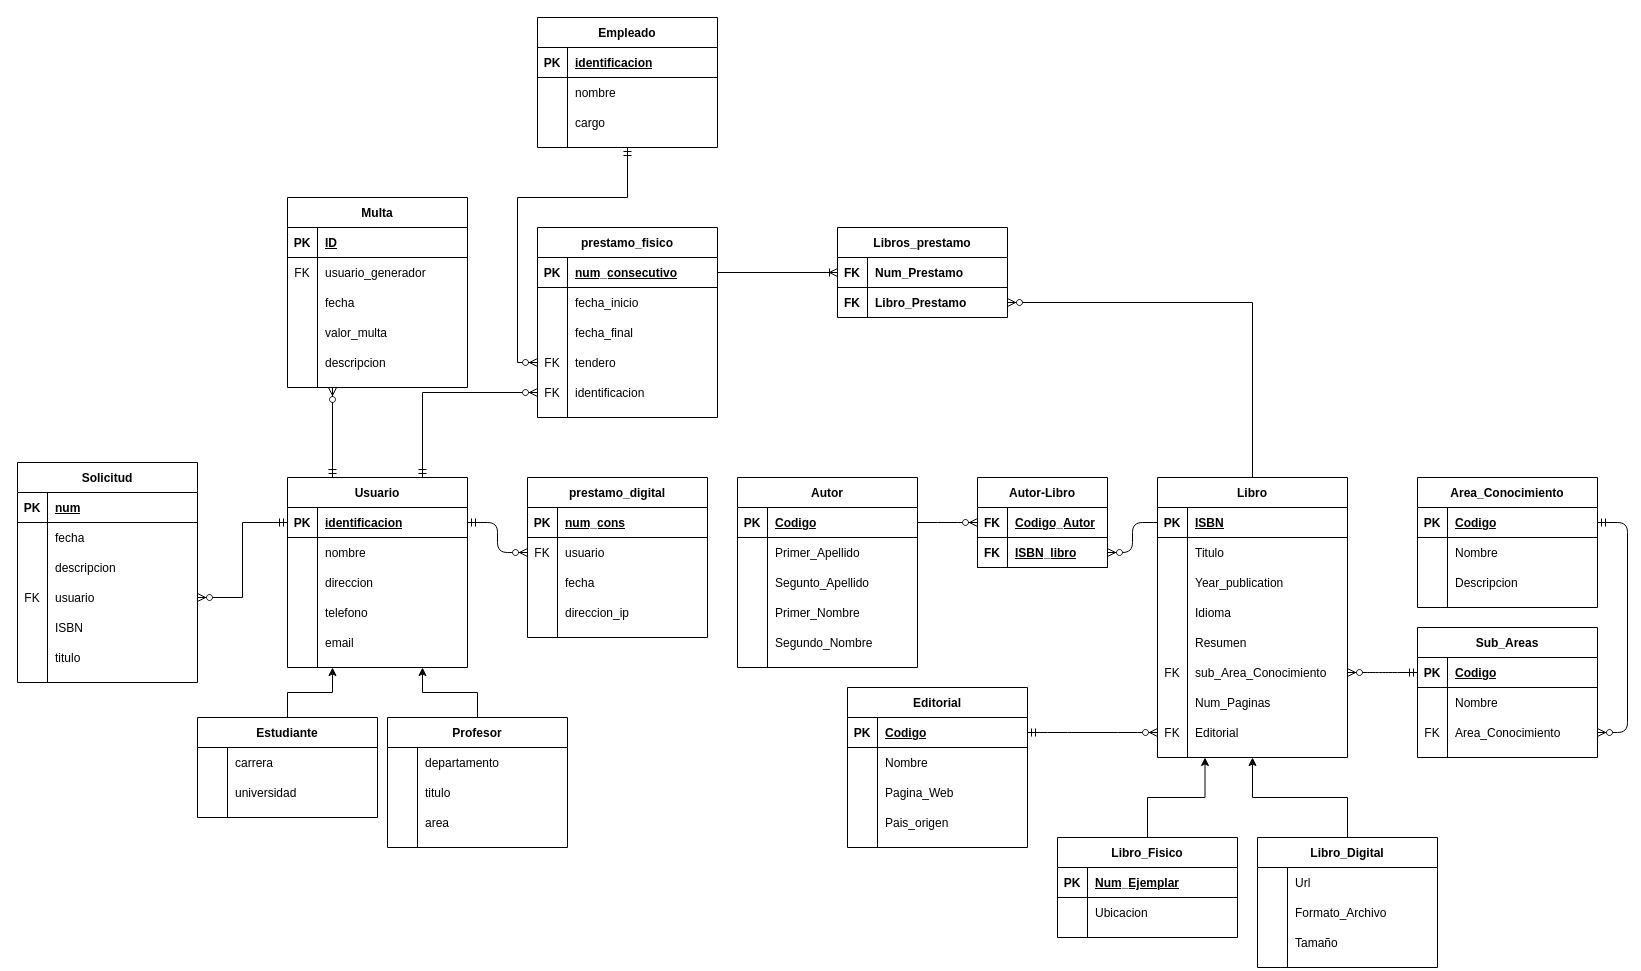 Empleado
PK identificacion
nombre
cargo
Multa
PK ID
FK usuario_generador
fecha
valor_multa
descripcion
prestamo_fisico
PK num_consecutivo
fecha_inicio
fecha_final
FK tendero
FK identificacion
Libros_prestamo
FK Num_Prestamo
FK Libro_Prestamo
Solicitud
PK num
fecha
descripcion
FK usuario
ISBN
titulo
Usuario
PK identificacion
nombre
direccion
telefono
email
prestamo_digital
PK num_cons
FK usuario
fecha
direccion_ip
Autor
PK Codigo
Primer_Apellido
Segunto_Apellido
Primer_Nombre
Segundo_Nombre
Autor-Libro
FK Codigo_Autor
FK ISBN_libro
Libro
PK ISBN
Titulo
Year_publication
Idioma
Resumen
FK sub_Area_Conocimiento
Num_Paginas
FK Editorial
Area_Conocimiento
PK Codigo
Nombre
Descripcion
Sub_Areas
PK Codigo
Nombre
FK Area_Conocimiento
Estudiante
carrera
universidad
Profesor
departamento
titulo
area
Editorial
PK Codigo
Nombre
Pagina_Web
Pais_origen
Libro_Fisico
PK Num_Ejemplar
Ubicacion
Libro_Digital
Url
Formato_Archivo
Tamaño